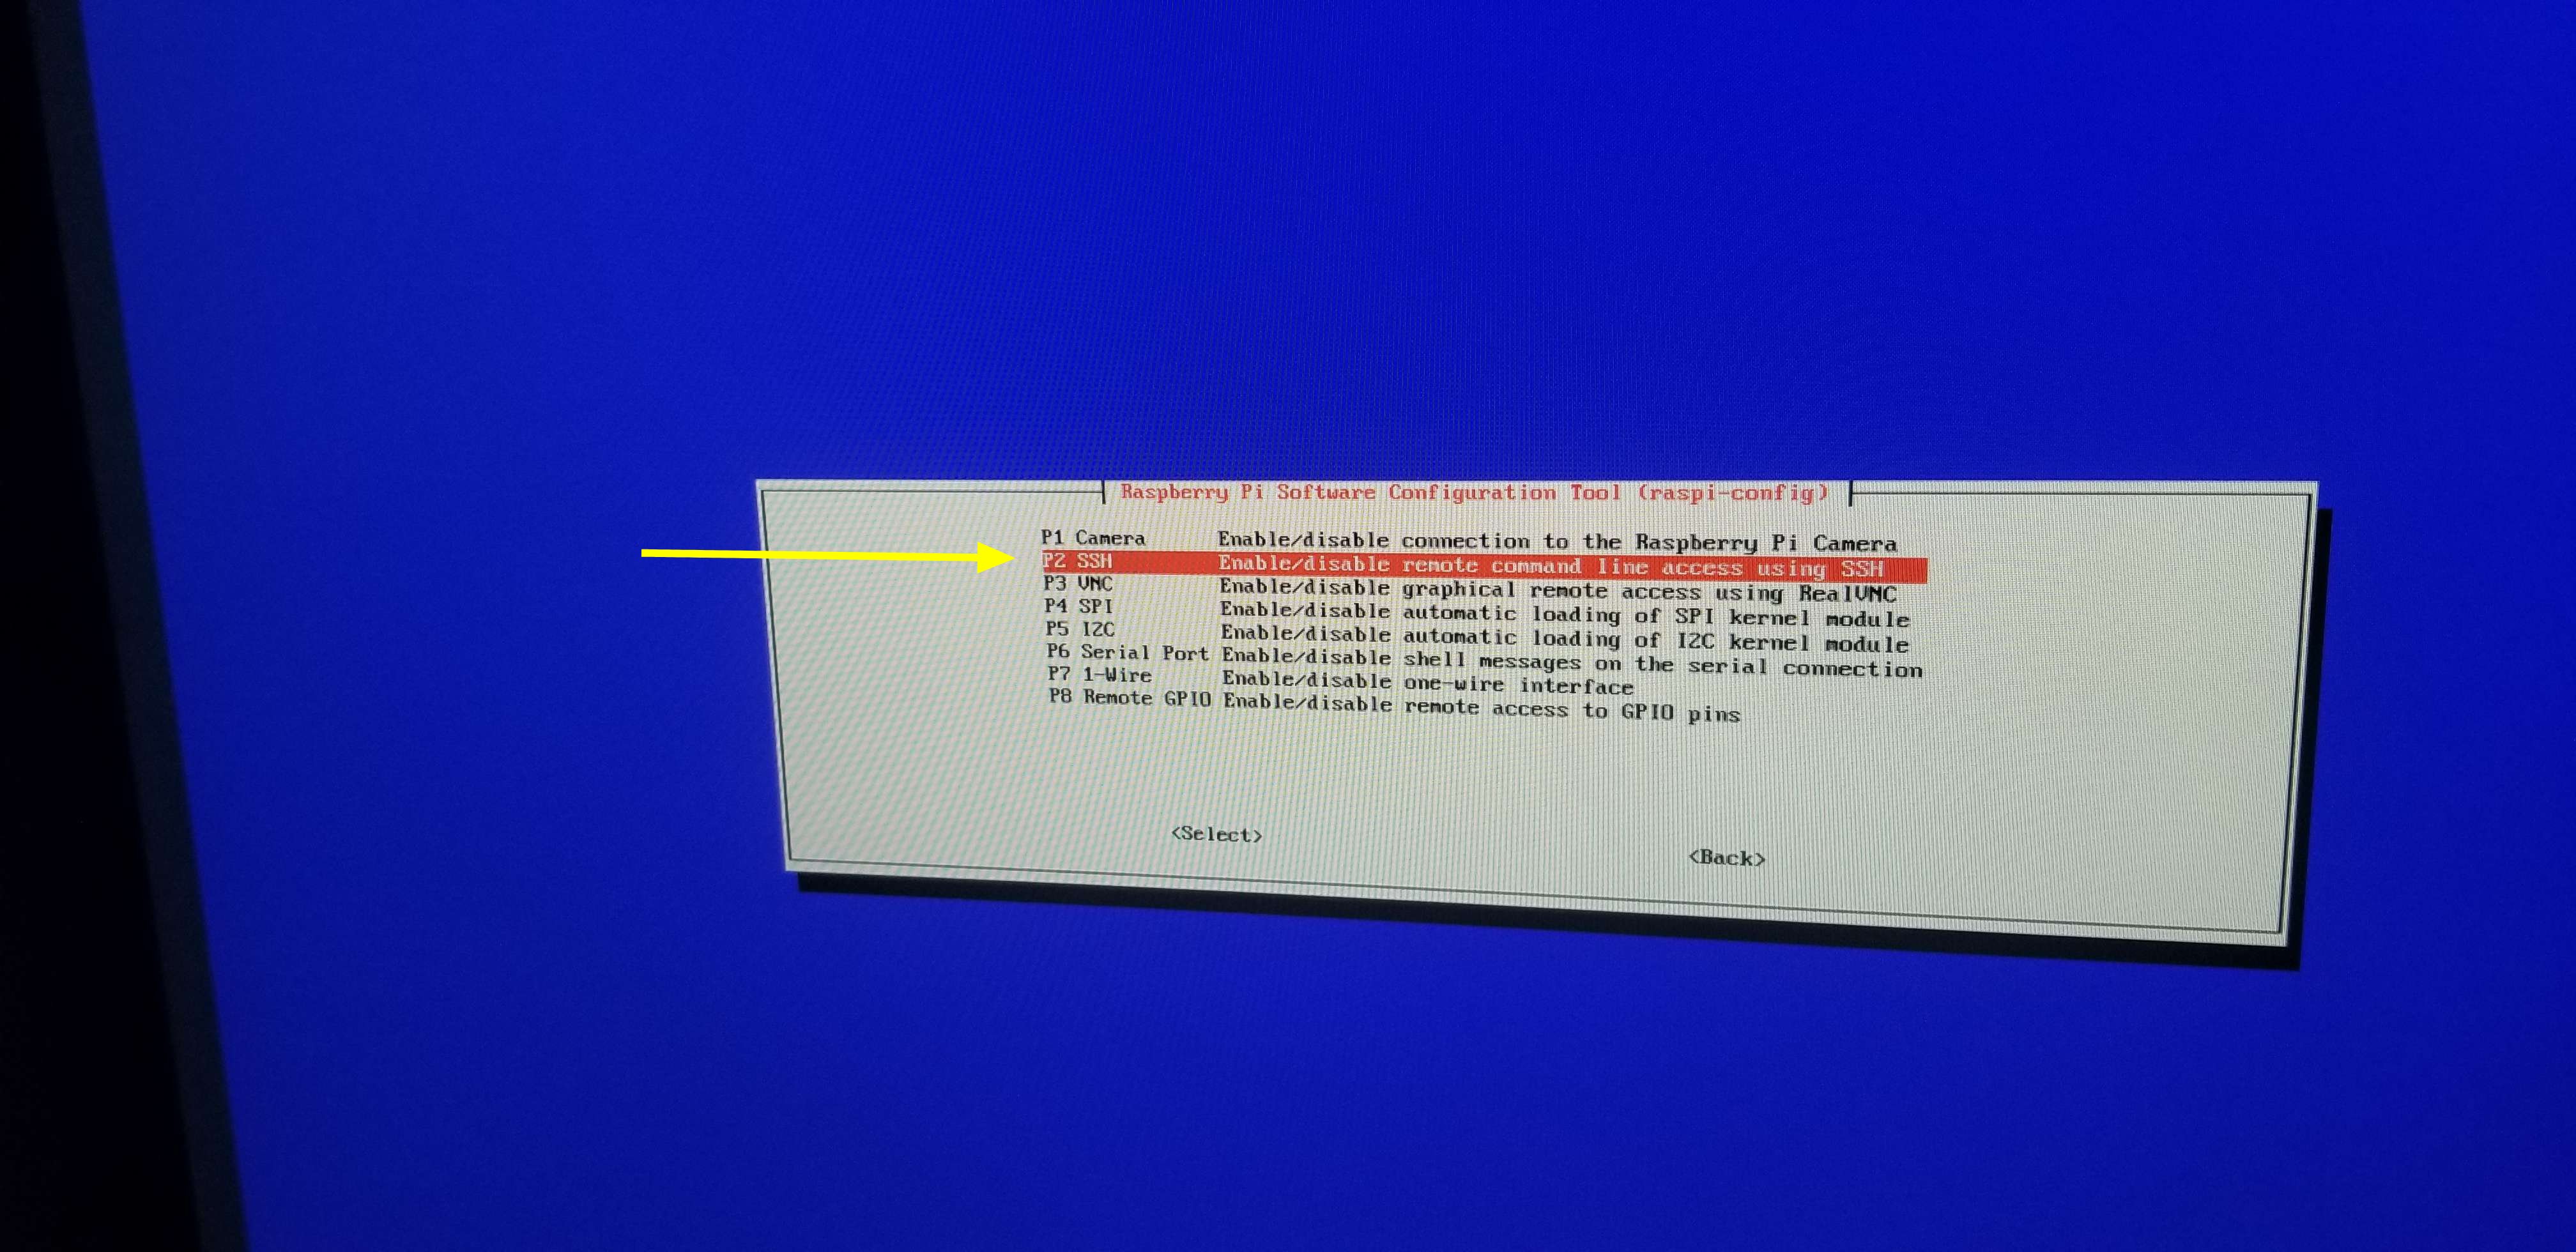 Raspberry Pi Software Configuration Tool (raspi-config)
P1 Camera Enable/disable connection to the Raspberry Pi Camera
P2 SSH Enable/disable remote command line access using SSH
P3 VNC Enable/disable graphical remote access using RealVNC
P4 SPI Enable/disable automatic loading of SPI kernel module
P5 I2C Enable/disable automatic loading of I2C kernel module
P6 Serial Port Enable/disable shell messages on the serial connection
P7 1-Wire Enable/disable one-wire interface
P8 Remote GPIO Enable/disable remote access to GPIO pins
<Select> <Back>